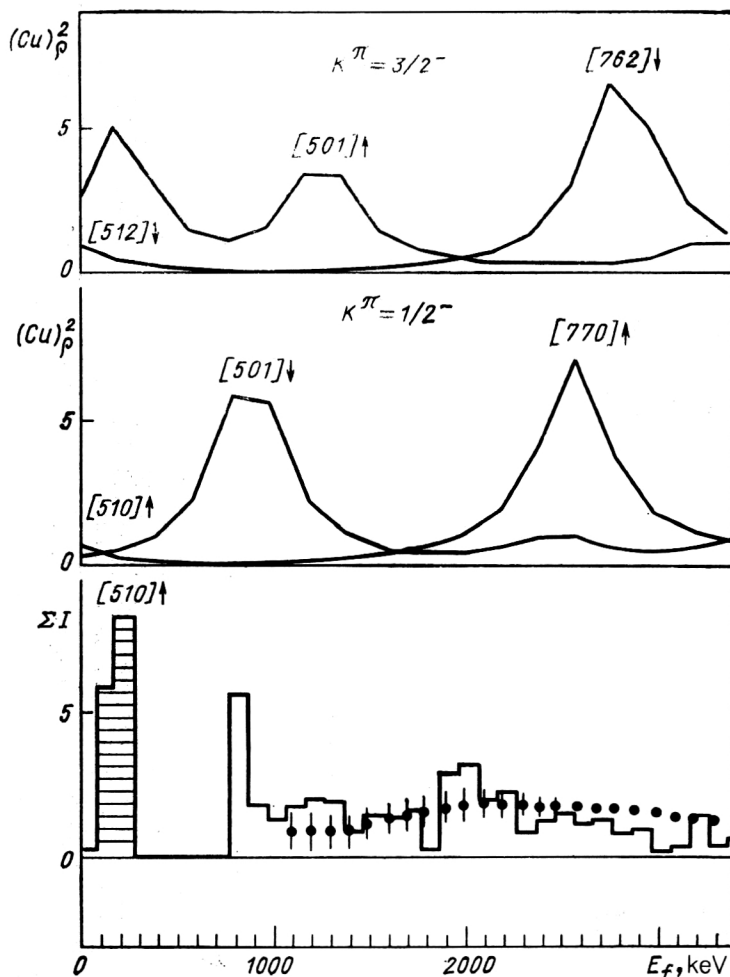 (Cu)²ᵨ
K^π = 3/2⁻
[762]↓
[501]↑
5
[512]↓
0
K^π = 1/2⁻
(Cu)²ᵨ
[770]↑
[501]↓
5
[510]↑
0
[510]↑
ΣI
5
0
0 1000 2000 E_f, keV